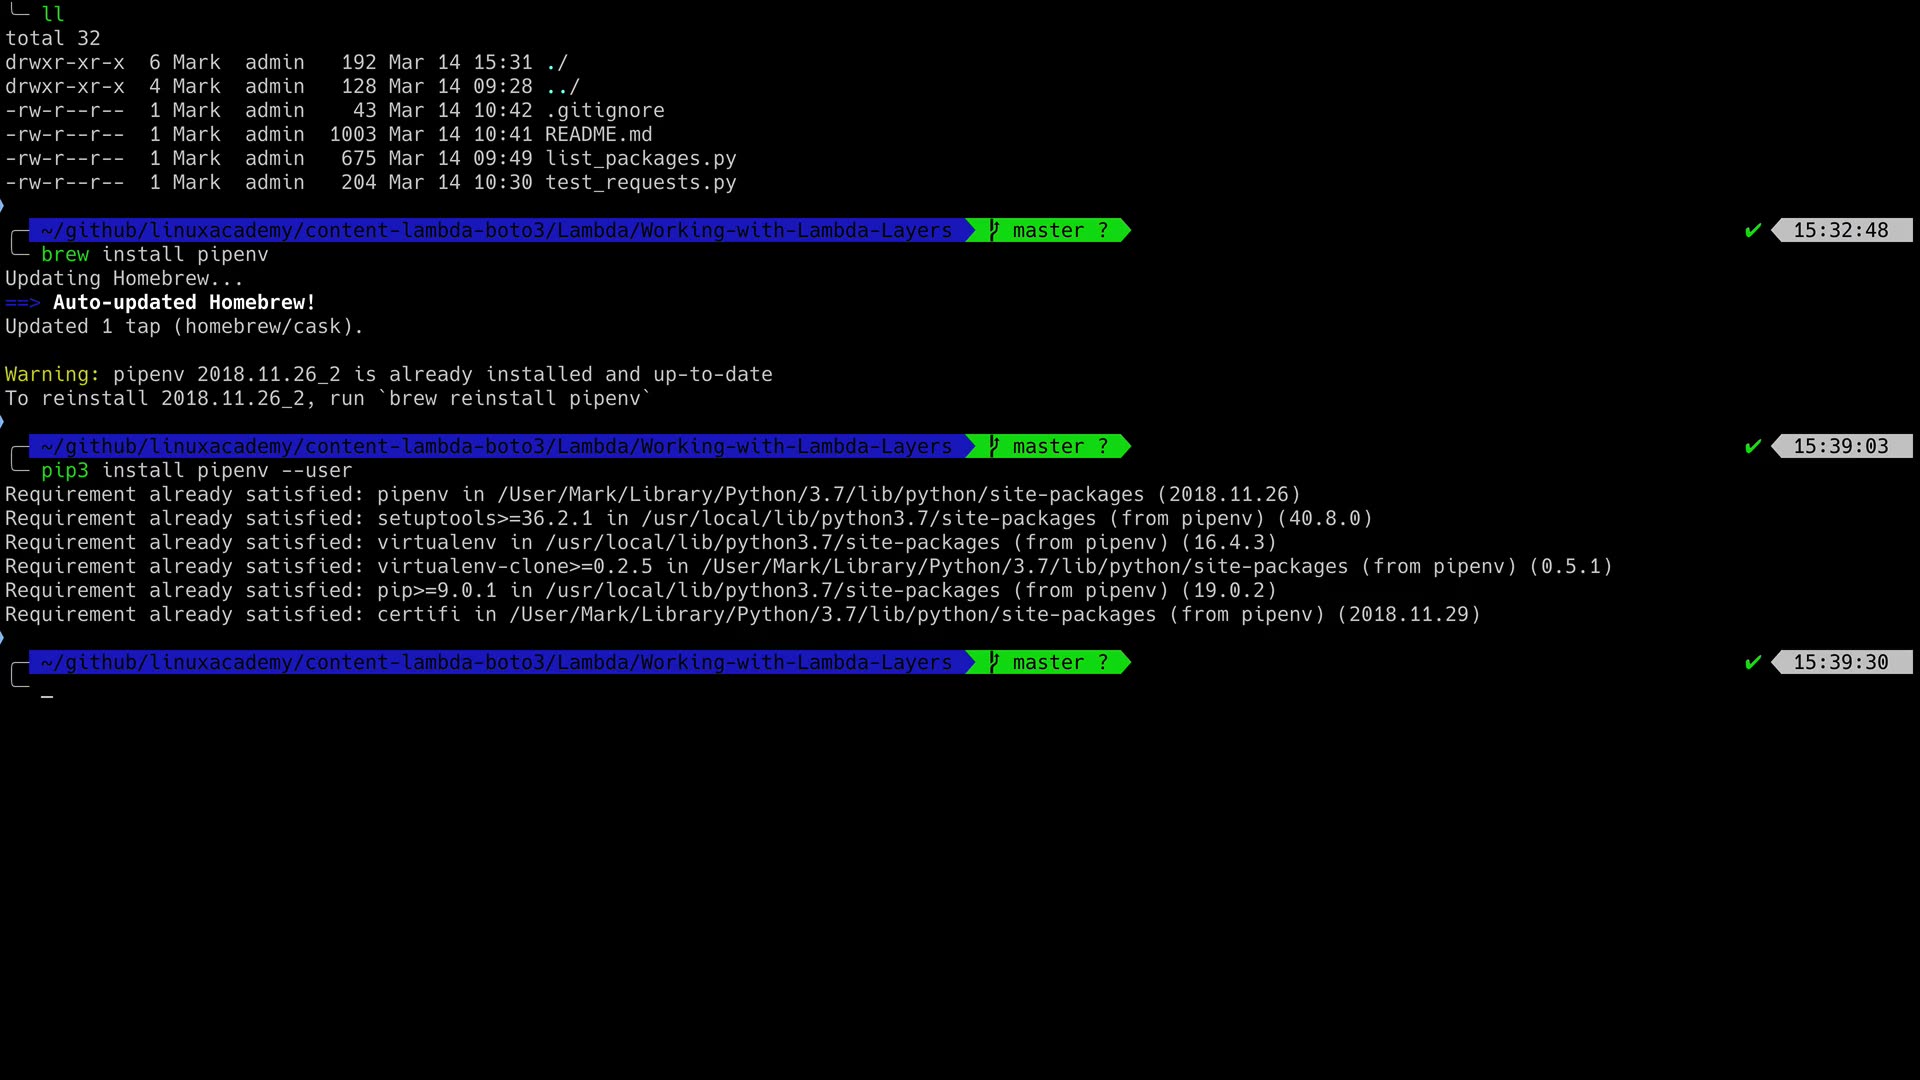 ll
total 32
drwxr-xr-x  6 Mark  admin   192 Mar 14 15:31 ./
drwxr-xr-x  4 Mark  admin   128 Mar 14 09:28 ../
-rw-r--r--  1 Mark  admin    43 Mar 14 10:42 .gitignore
-rw-r--r--  1 Mark  admin  1003 Mar 14 10:41 README.md
-rw-r--r--  1 Mark  admin   675 Mar 14 09:49 list_packages.py
-rw-r--r--  1 Mark  admin   204 Mar 14 10:30 test_requests.py
~/github/linuxacademy/content-lambda-boto3/Lambda/Working-with-Lambda-Layers master ? ✔ 15:32:48
brew install pipenv
Updating Homebrew...
==> Auto-updated Homebrew!
Updated 1 tap (homebrew/cask).
Warning: pipenv 2018.11.26_2 is already installed and up-to-date
To reinstall 2018.11.26_2, run `brew reinstall pipenv`
~/github/linuxacademy/content-lambda-boto3/Lambda/Working-with-Lambda-Layers master ? ✔ 15:39:03
pip3 install pipenv --user
Requirement already satisfied: pipenv in /User/Mark/Library/Python/3.7/lib/python/site-packages (2018.11.26)
Requirement already satisfied: setuptools>=36.2.1 in /usr/local/lib/python3.7/site-packages (from pipenv) (40.8.0)
Requirement already satisfied: virtualenv in /usr/local/lib/python3.7/site-packages (from pipenv) (16.4.3)
Requirement already satisfied: virtualenv-clone>=0.2.5 in /User/Mark/Library/Python/3.7/lib/python/site-packages (from pipenv) (0.5.1)
Requirement already satisfied: pip>=9.0.1 in /usr/local/lib/python3.7/site-packages (from pipenv) (19.0.2)
Requirement already satisfied: certifi in /User/Mark/Library/Python/3.7/lib/python/site-packages (from pipenv) (2018.11.29)
~/github/linuxacademy/content-lambda-boto3/Lambda/Working-with-Lambda-Layers master ? ✔ 15:39:30
_